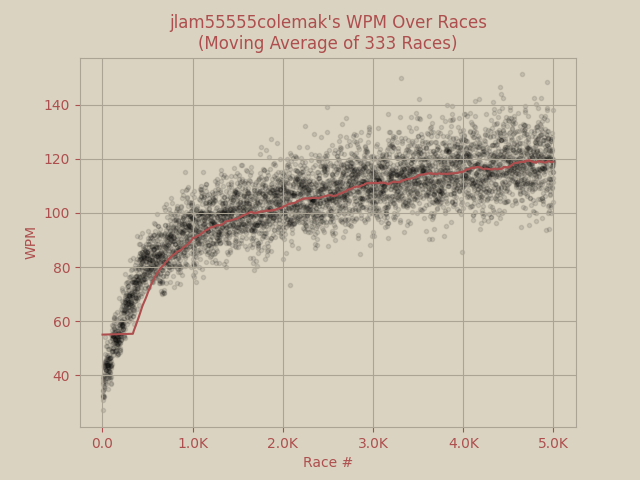 jlam55555colemak's WPM Over Races
(Moving Average of 333 Races)
WPM
140
120
100
80
60
40
0.0 1.0K 2.0K 3.0K 4.0K 5.0K
Race #